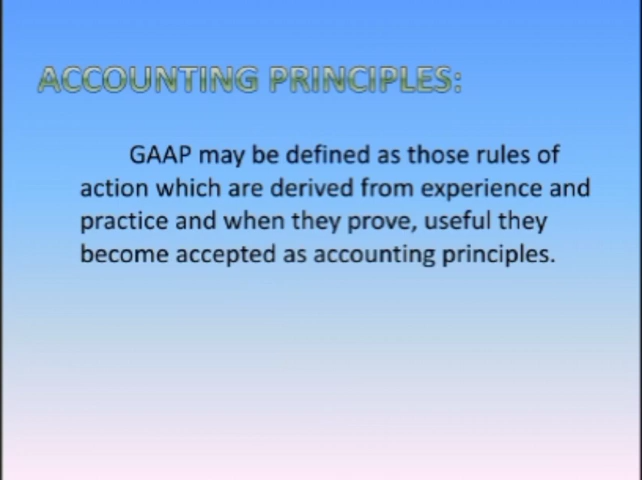 ACCOUNTING PRINCIPLES:
GAAP may be defined as those rules of
action which are derived from experience and
practice and when they prove, useful they
become accepted as accounting principles.